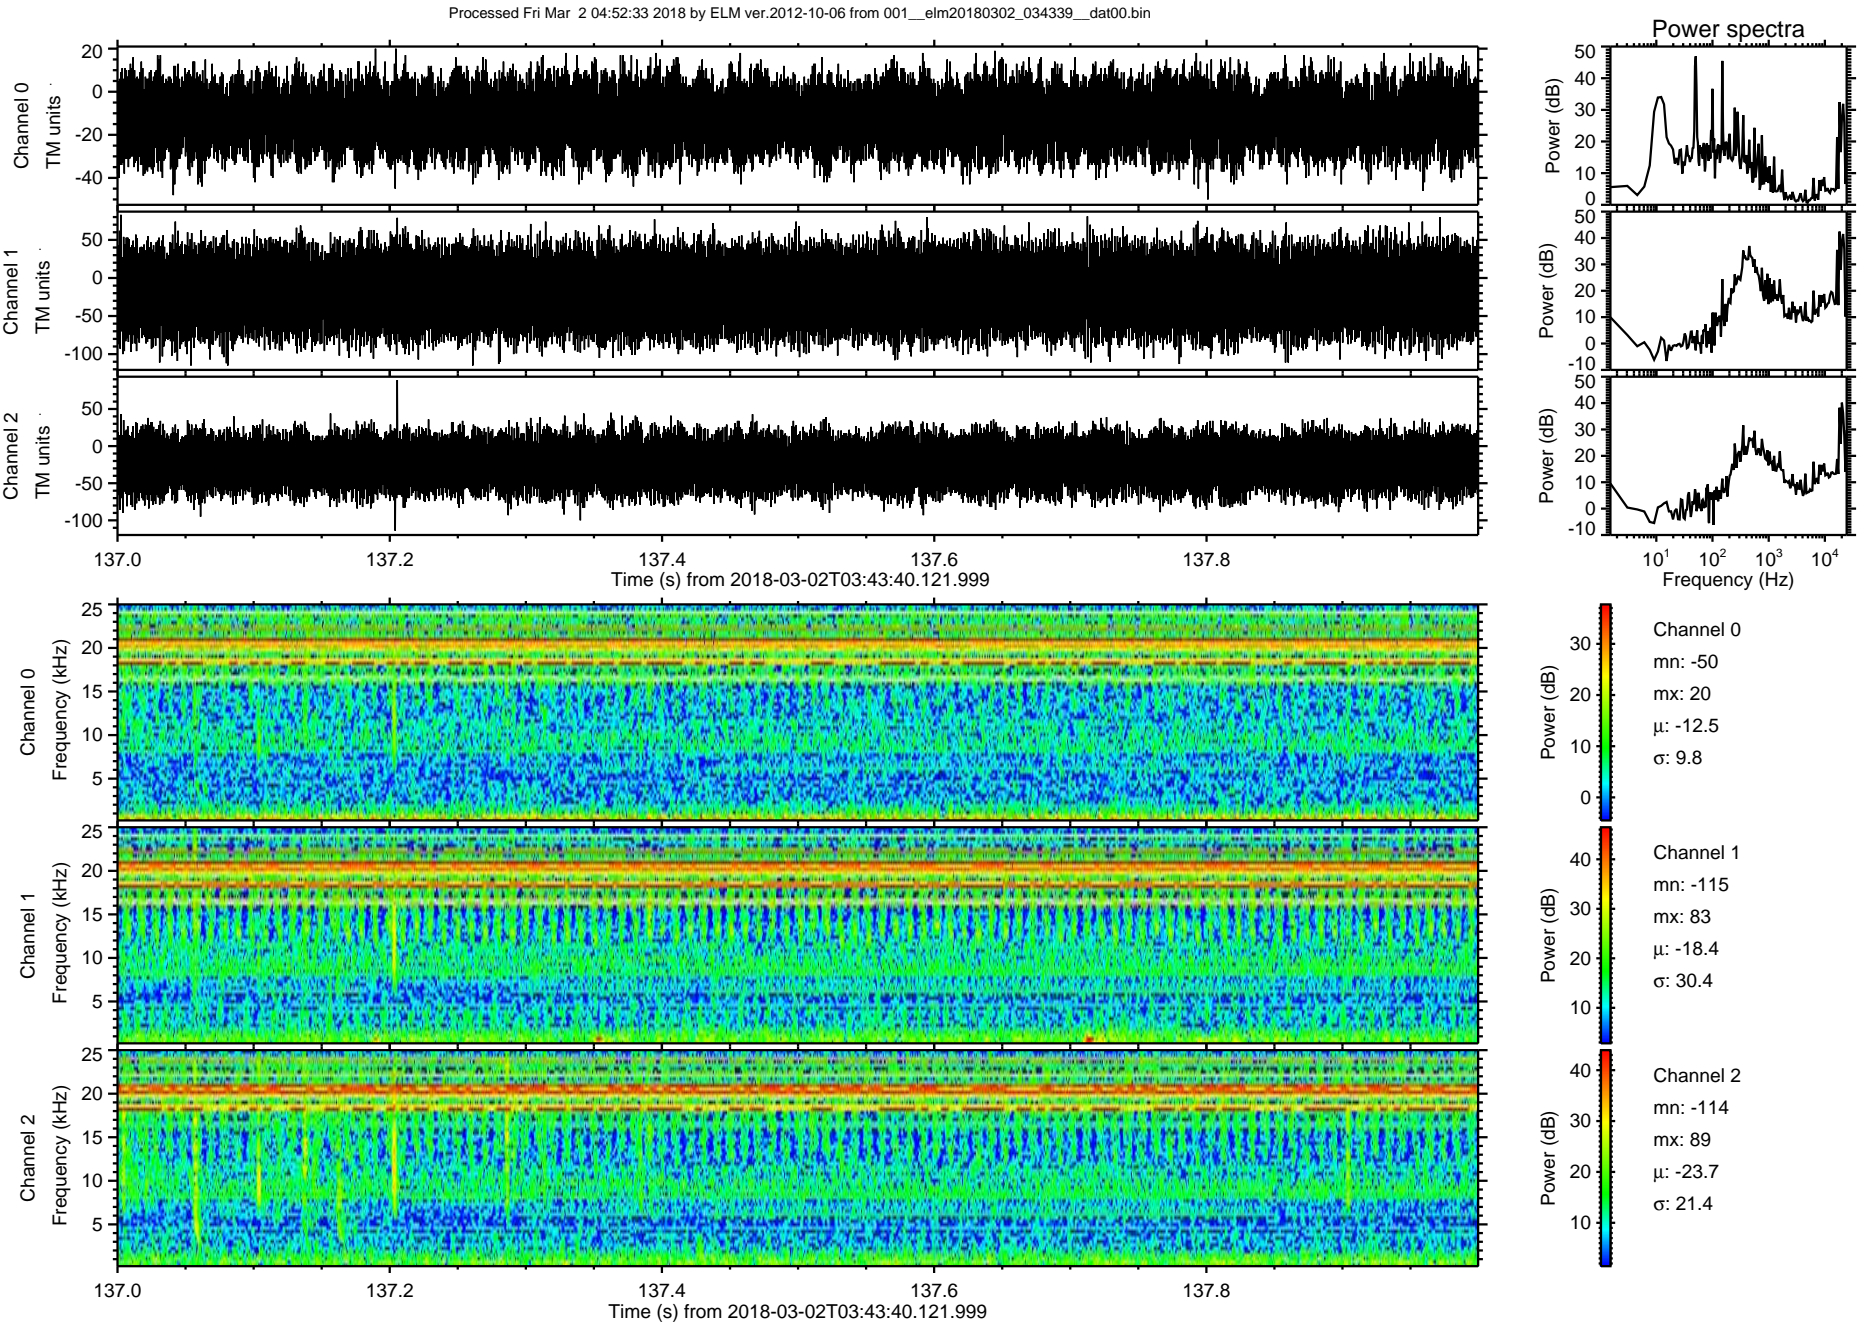 Processed Fri Mar 2 04:52:33 2018 by ELM ver.2012-10-06 from 001__elm20180302_034339__dat00.bin
Power spectra
Channel 0
TM units
20
0
-20
-40
Power (dB)
50
40
30
20
10
0
Channel 1
TM units
50
0
-50
-100
Power (dB)
50
40
30
20
10
0
-10
Channel 2
TM units
50
0
-50
-100
Power (dB)
50
40
30
20
10
0
-10
137.0 137.2 137.4 137.6 137.8
Time (s) from 2018-03-02T03:43:40.121.999
10¹ 10² 10³ 10⁴
Frequency (Hz)
Channel 0
Frequency (kHz)
25
20
15
10
5
Power (dB)
30
20
10
0
Channel 0
mn: -50
mx: 20
μ: -12.5
σ: 9.8
Channel 1
Frequency (kHz)
25
20
15
10
5
Power (dB)
40
30
20
10
Channel 1
mn: -115
mx: 83
μ: -18.4
σ: 30.4
Channel 2
Frequency (kHz)
25
20
15
10
5
Power (dB)
40
30
20
10
Channel 2
mn: -114
mx: 89
μ: -23.7
σ: 21.4
137.0 137.2 137.4 137.6 137.8
Time (s) from 2018-03-02T03:43:40.121.999